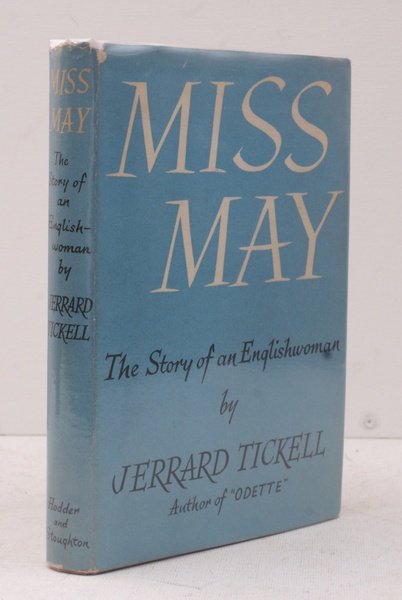 MISS
MAY
The
Story of
an
English-
woman
by
JERRARD
TICKELL
Hodder
and
Stoughton
MISS
MAY
The Story of an Englishwoman
by
JERRARD TICKELL
Author of "ODETTE"